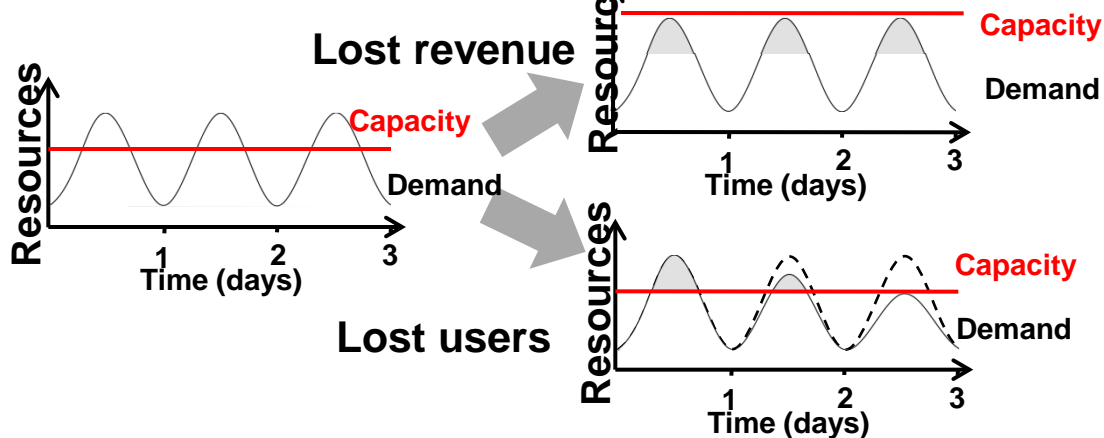 Lost revenue
Resources
Capacity
Demand
1
2
3
Time (days)
Resourc
Capacity
Demand
1
2
3
Time (days)
Lost users
Resources
Capacity
Demand
1
2
3
Time (days)